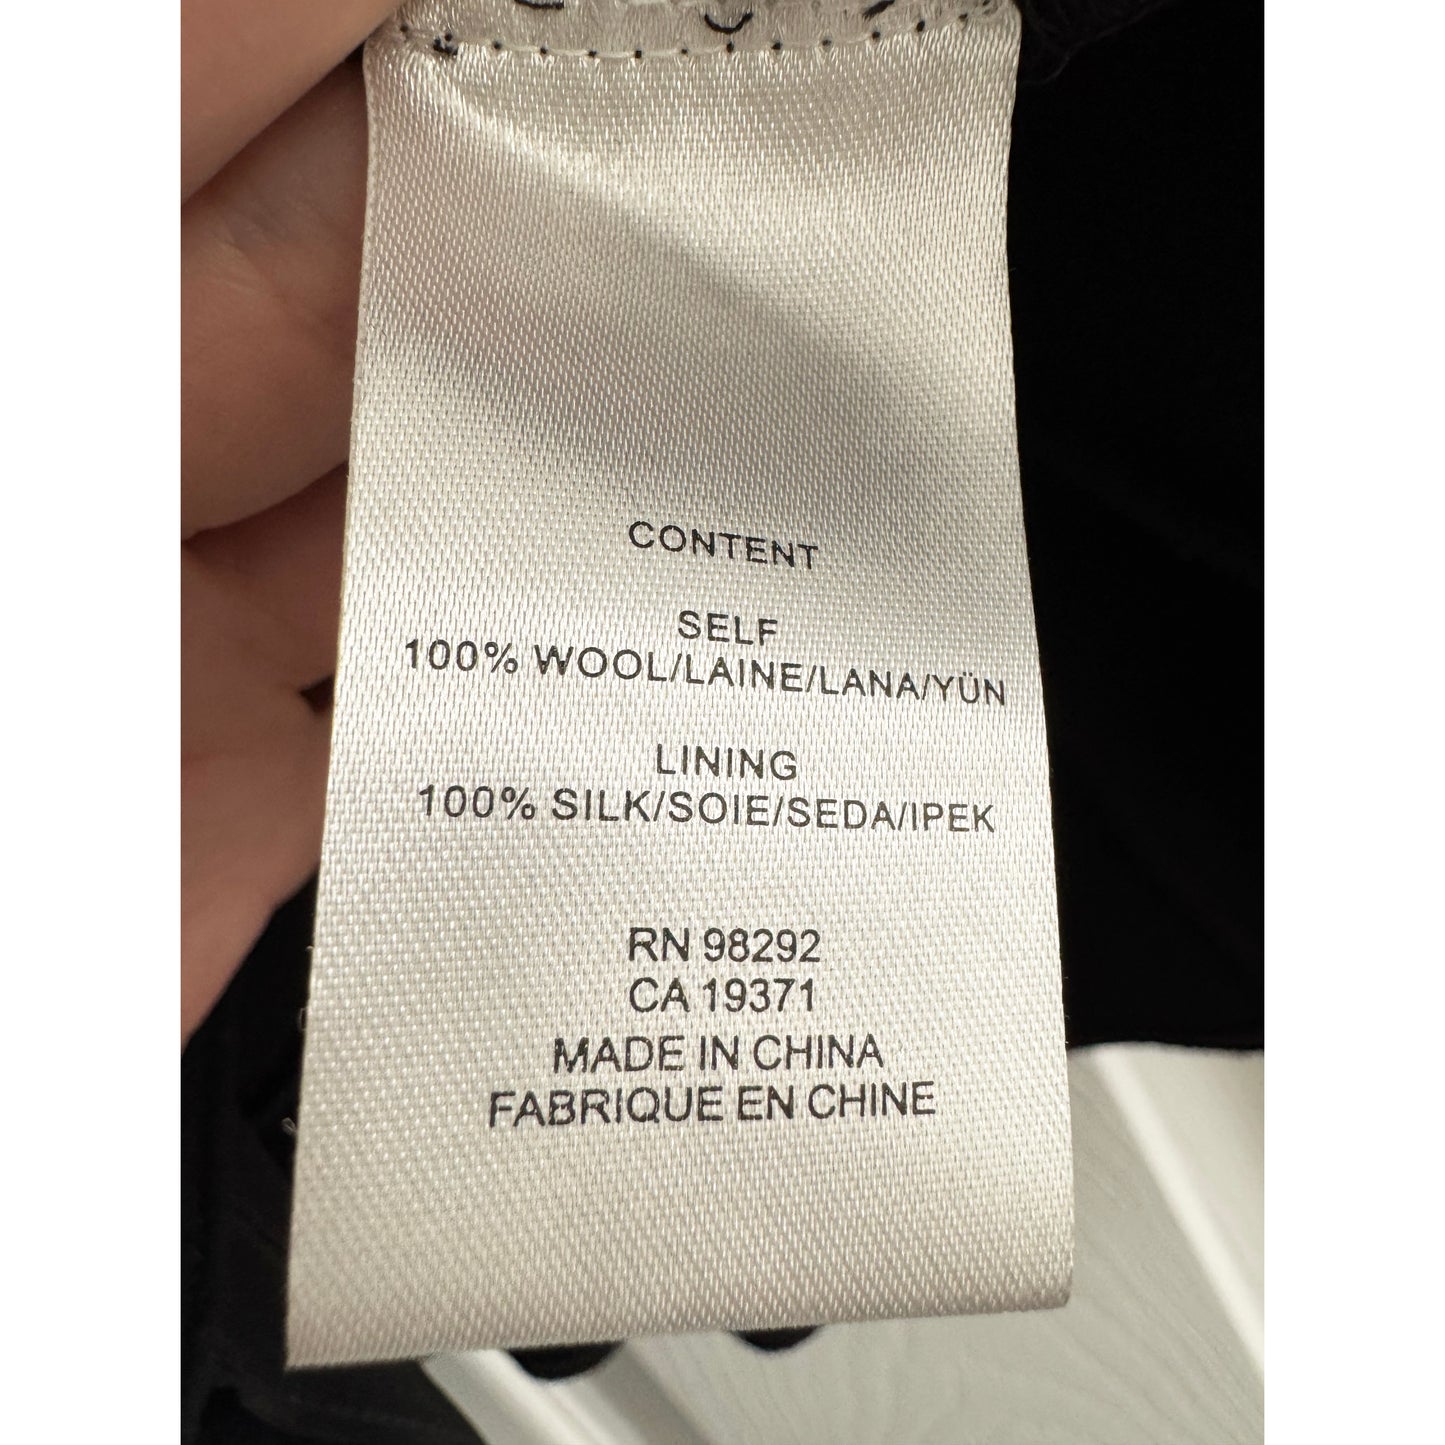 CONTENT
SELF
100% WOOL/LAINE/LANA/YÜN
LINING
100% SILK/SOIE/SEDA/IPEK
RN 98292
CA 19371
MADE IN CHINA
FABRIQUE EN CHINE